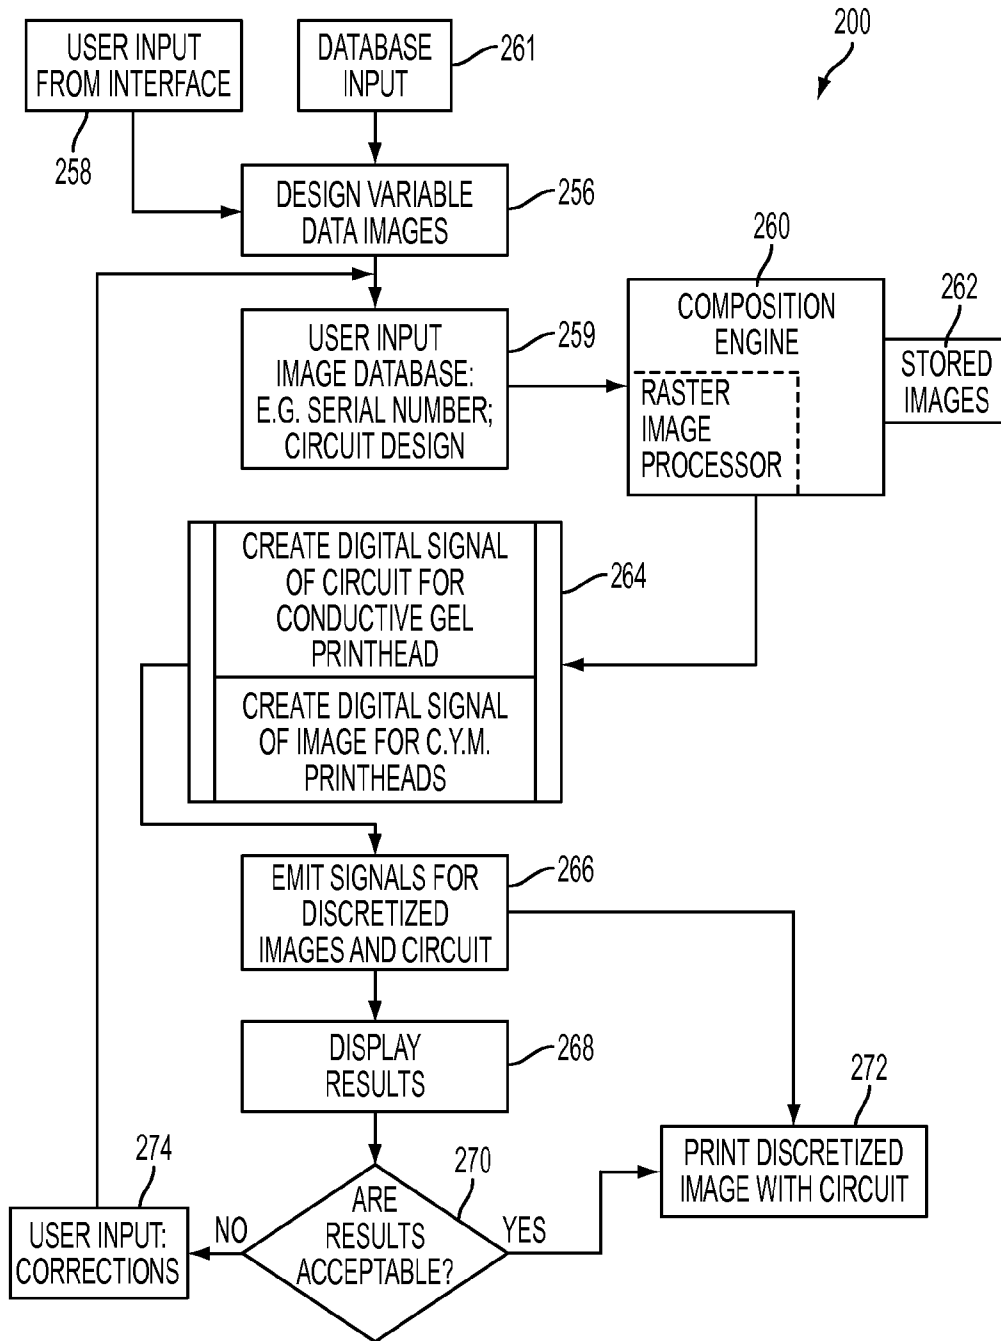 USER INPUT
FROM INTERFACE
258
DATABASE
INPUT
261
200
DESIGN VARIABLE
DATA IMAGES
256
USER INPUT
IMAGE DATABASE:
E.G. SERIAL NUMBER;
CIRCUIT DESIGN
259
260
COMPOSITION
ENGINE
RASTER
IMAGE
PROCESSOR
262
STORED
IMAGES
CREATE DIGITAL SIGNAL
OF CIRCUIT FOR
CONDUCTIVE GEL
PRINTHEAD
264
CREATE DIGITAL SIGNAL
OF IMAGE FOR C.Y.M.
PRINTHEADS
EMIT SIGNALS FOR
DISCRETIZED
IMAGES AND CIRCUIT
266
DISPLAY
RESULTS
268
272
PRINT DISCRETIZED
IMAGE WITH CIRCUIT
270
ARE
RESULTS
ACCEPTABLE?
YES
NO
274
USER INPUT:
CORRECTIONS